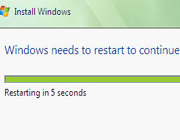 Install Windows
Windows needs to restart to continue
Restarting in 5 seconds